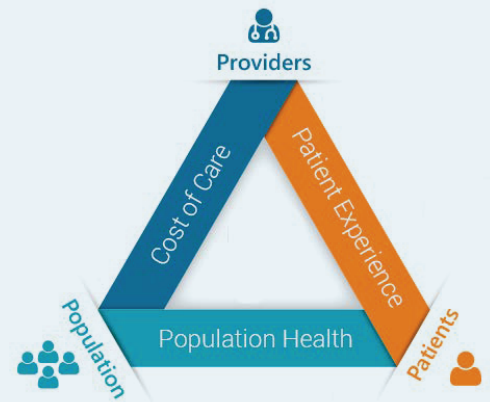 Providers
Cost of Care
Patient Experience
Population Health
Population
Patients